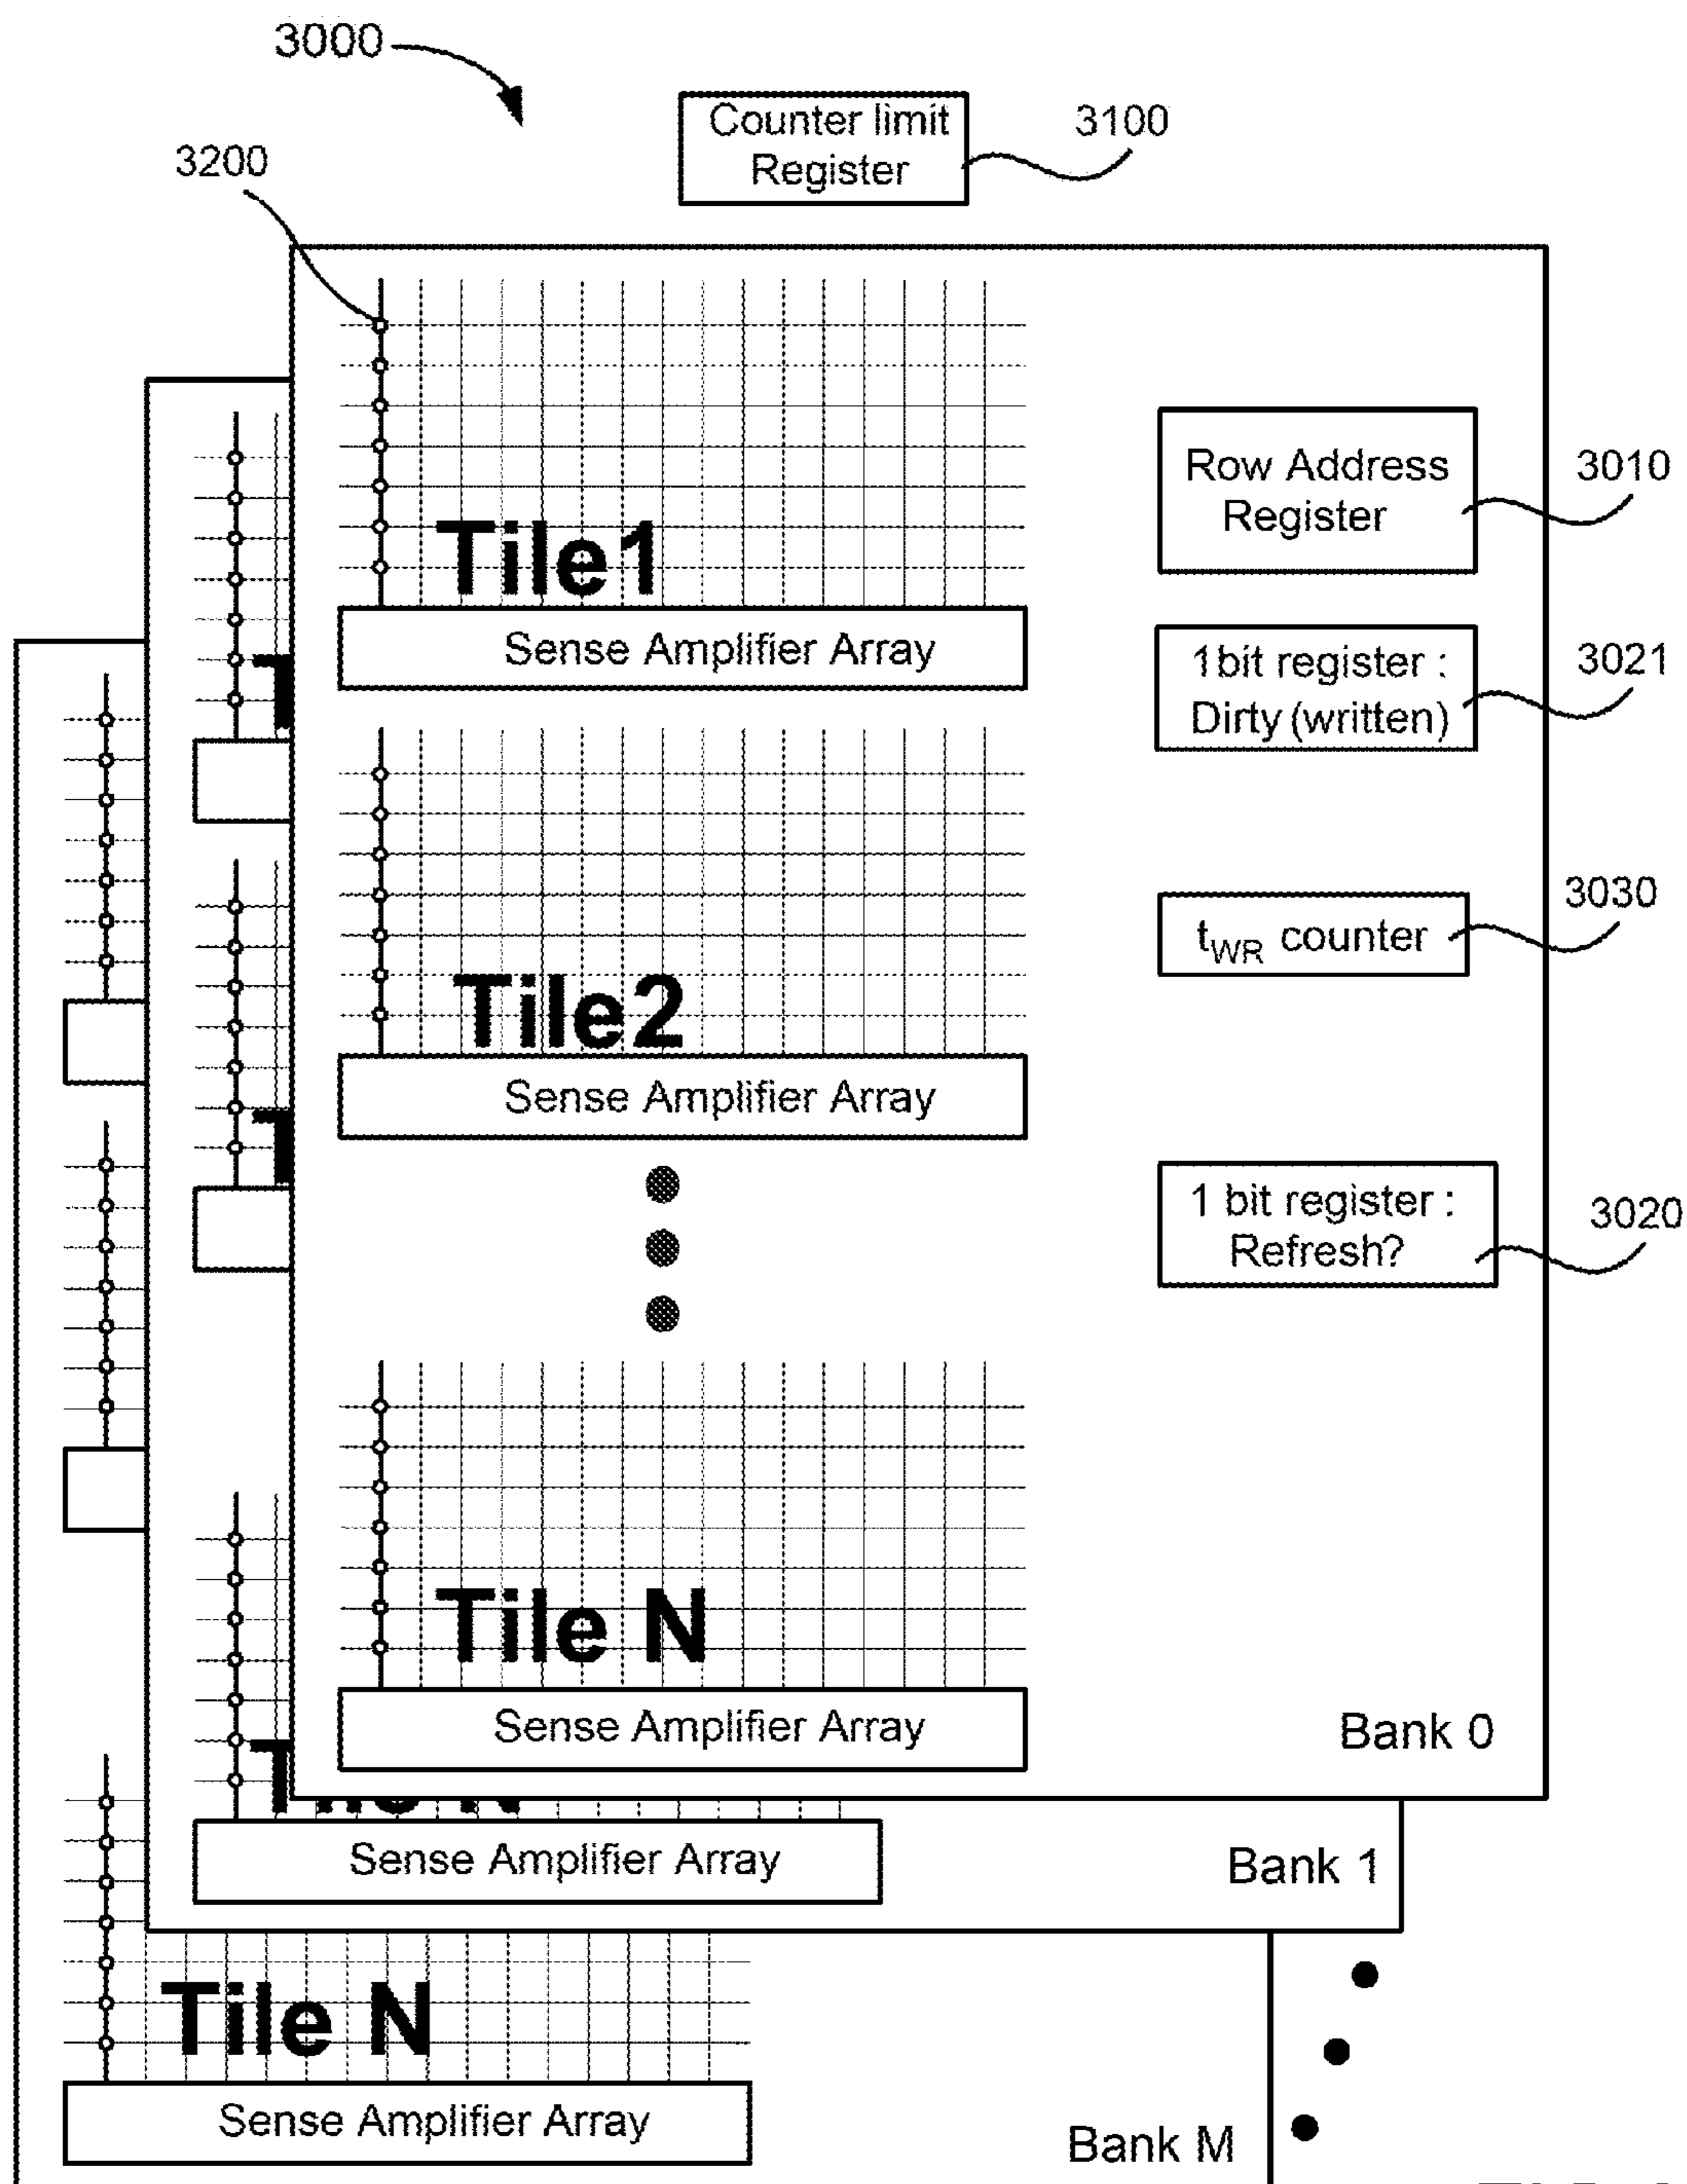 3000
Counter limit
Register
3100
3200
Row Address
Register
3010
Tile1
Sense Amplifier Array
1bit register :
Dirty (written)
3021
tWR counter
3030
Tile2
Sense Amplifier Array
1 bit register :
Refresh?
3020
Tile N
Sense Amplifier Array
Bank 0
Tile N
Sense Amplifier Array
Bank 1
Tile N
Sense Amplifier Array
Bank M